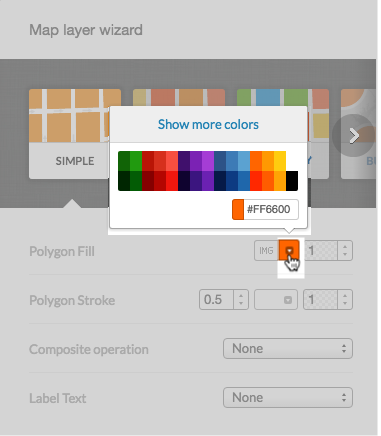 Map layer wizard
Show more colors
SIMPLE
#FF6600
Polygon Fill IMG 1
Polygon Stroke 0.5 1
Composite operation None
Label Text None